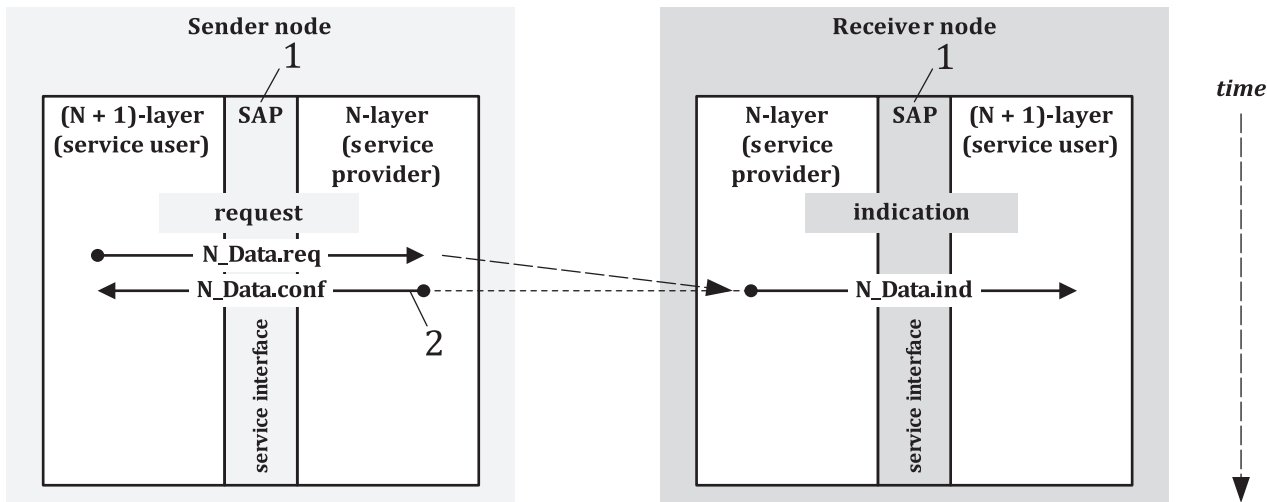 Sender node
1
(N + 1)-layer
(service user)
SAP
N-layer
(service
provider)
request
N_Data.req
N_Data.conf
2
service interface
Receiver node
1
N-layer
(service
provider)
SAP
(N + 1)-layer
(service user)
indication
N_Data.ind
service interface
time